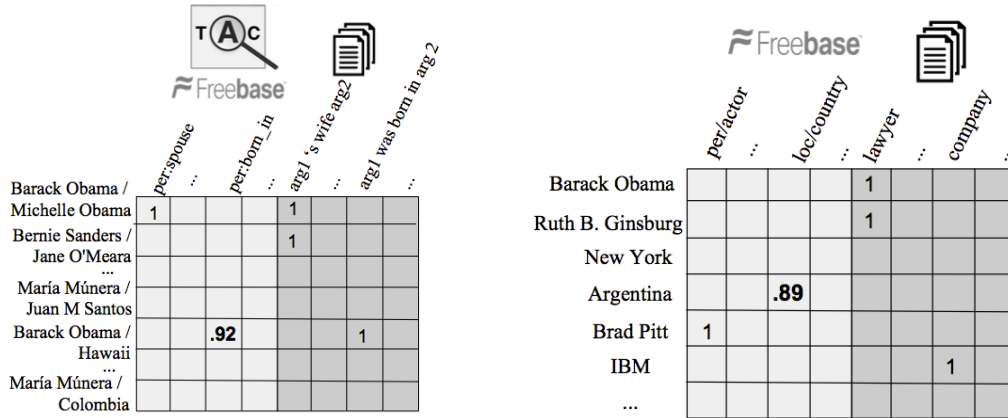 TAC
Freebase
per:spouse
...
per:born_in
...
arg1 's wife arg2
...
arg1 was born in arg 2
...
Barack Obama /
Michelle Obama
1
1
Bernie Sanders /
Jane O'Meara
1
...
María Múnera /
Juan M Santos
Barack Obama /
Hawaii
.92
1
...
María Múnera /
Colombia
Freebase
per/actor
...
loc/country
...
lawyer
...
company
...
Barack Obama
1
Ruth B. Ginsburg
1
New York
Argentina
.89
Brad Pitt
1
IBM
1
...